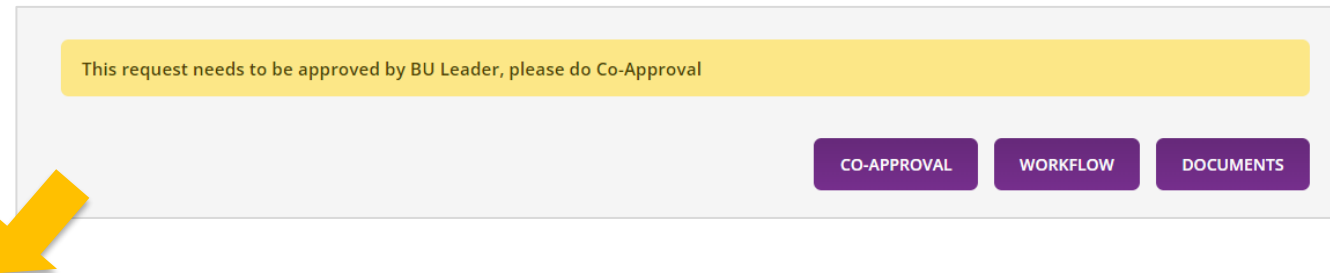 This request needs to be approved by BU Leader, please do Co-Approval
CO-APPROVAL WORKFLOW DOCUMENTS